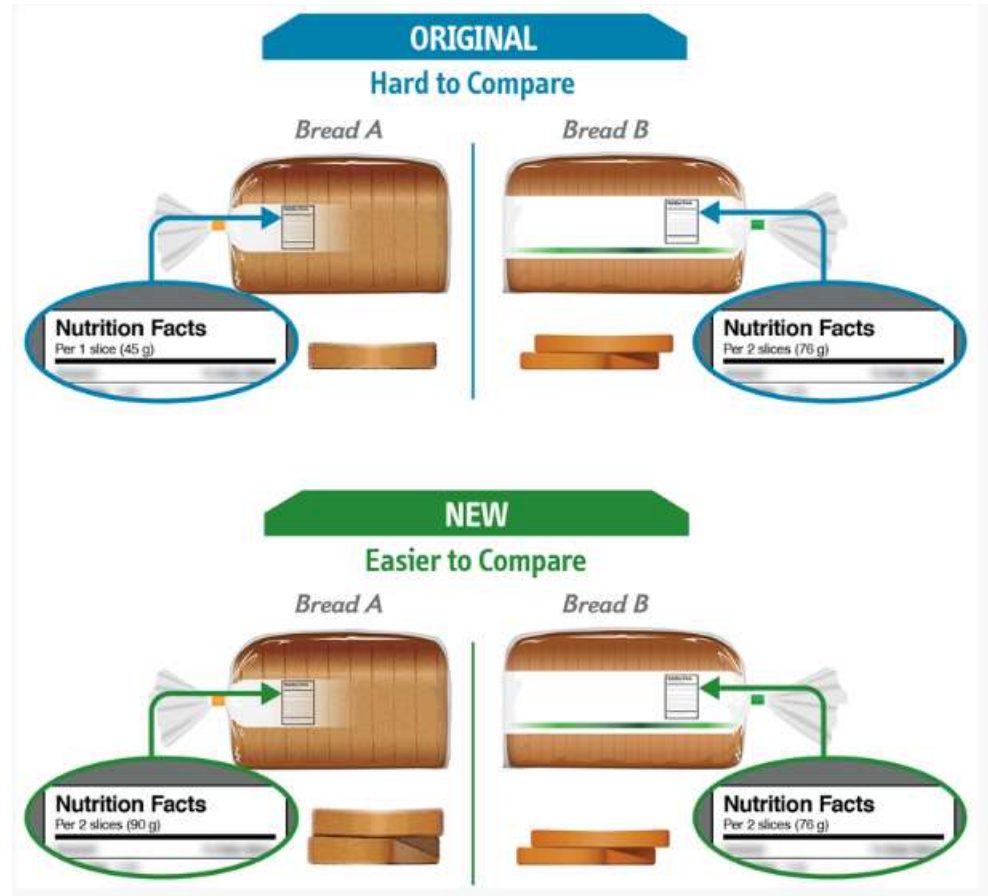 ORIGINAL
Hard to Compare
Bread A
Bread B
Nutrition Facts
Per 1 slice (45 g)
Nutrition Facts
Per 2 slices (76 g)
NEW
Easier to Compare
Bread A
Bread B
Nutrition Facts
Per 2 slices (90 g)
Nutrition Facts
Per 2 slices (76 g)